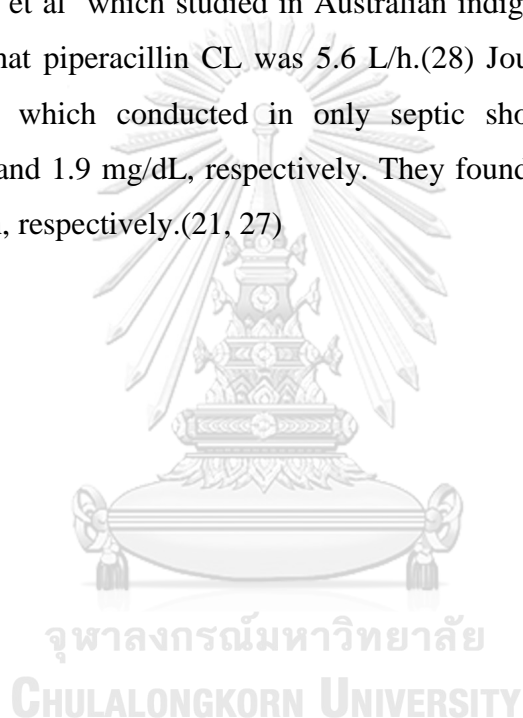 et al which studied in Australian indig
hat piperacillin CL was 5.6 L/h.(28) Jou
which conducted in only septic sho
and 1.9 mg/dL, respectively. They found
, respectively.(21, 27)
จุฬาลงกรณ์มหาวิทยาลัย
CHULALONGKORN UNIVERSITY